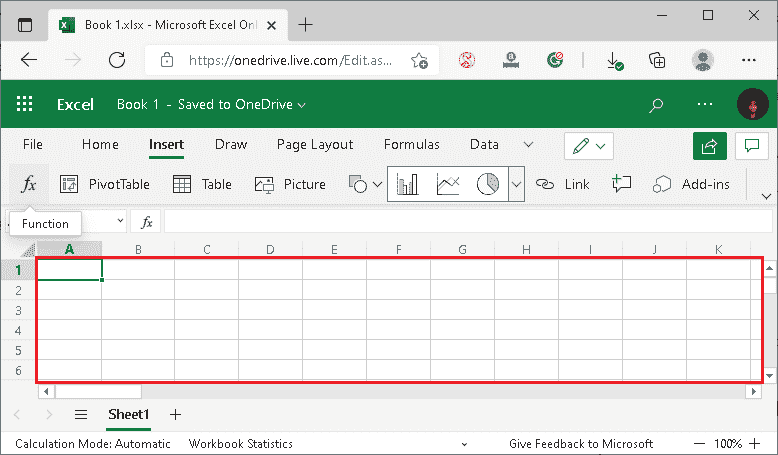 Book 1.xlsx - Microsoft Excel Onl
https://onedrive.live.com/Edit.as...
Excel Book 1 - Saved to OneDrive
File Home Insert Draw Page Layout Formulas Data
fx PivotTable Table Picture Link Add-ins
Function
fx
A B C D E F G H I J K
1
2
3
4
5
6
Sheet1
Calculation Mode: Automatic Workbook Statistics Give Feedback to Microsoft 100%